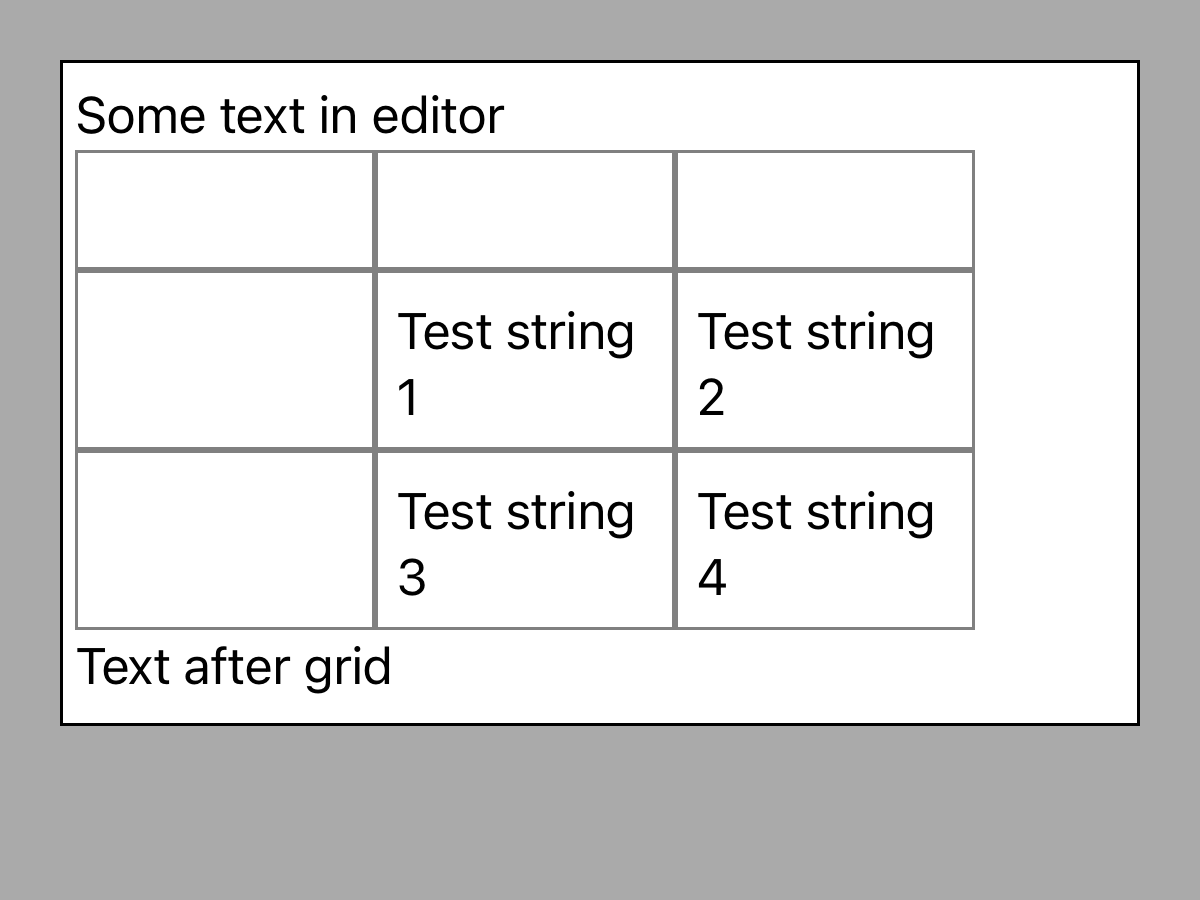 Some text in editor
Test string
1
Test string
2
Test string
3
Test string
4
Text after grid